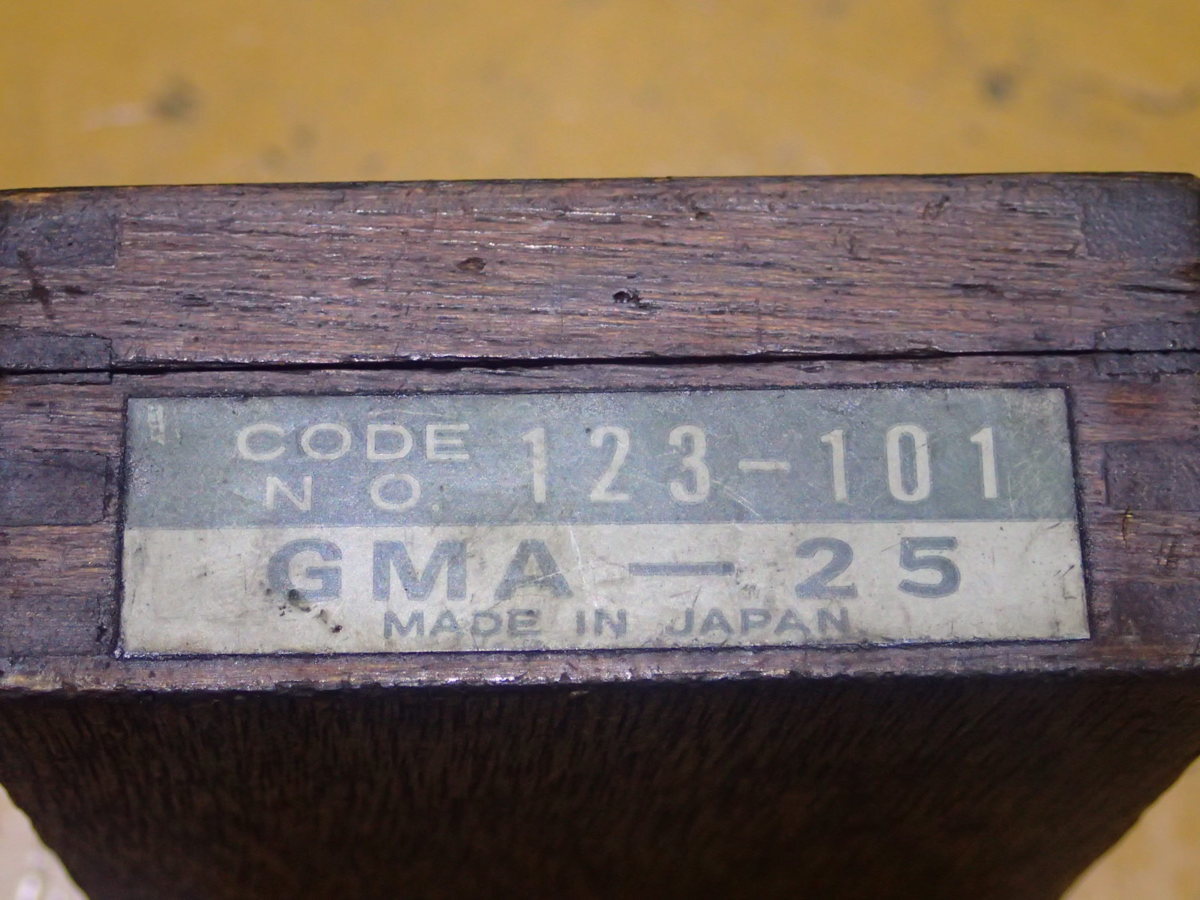 CODE NO. 123-101
GMA—25
MADE IN JAPAN